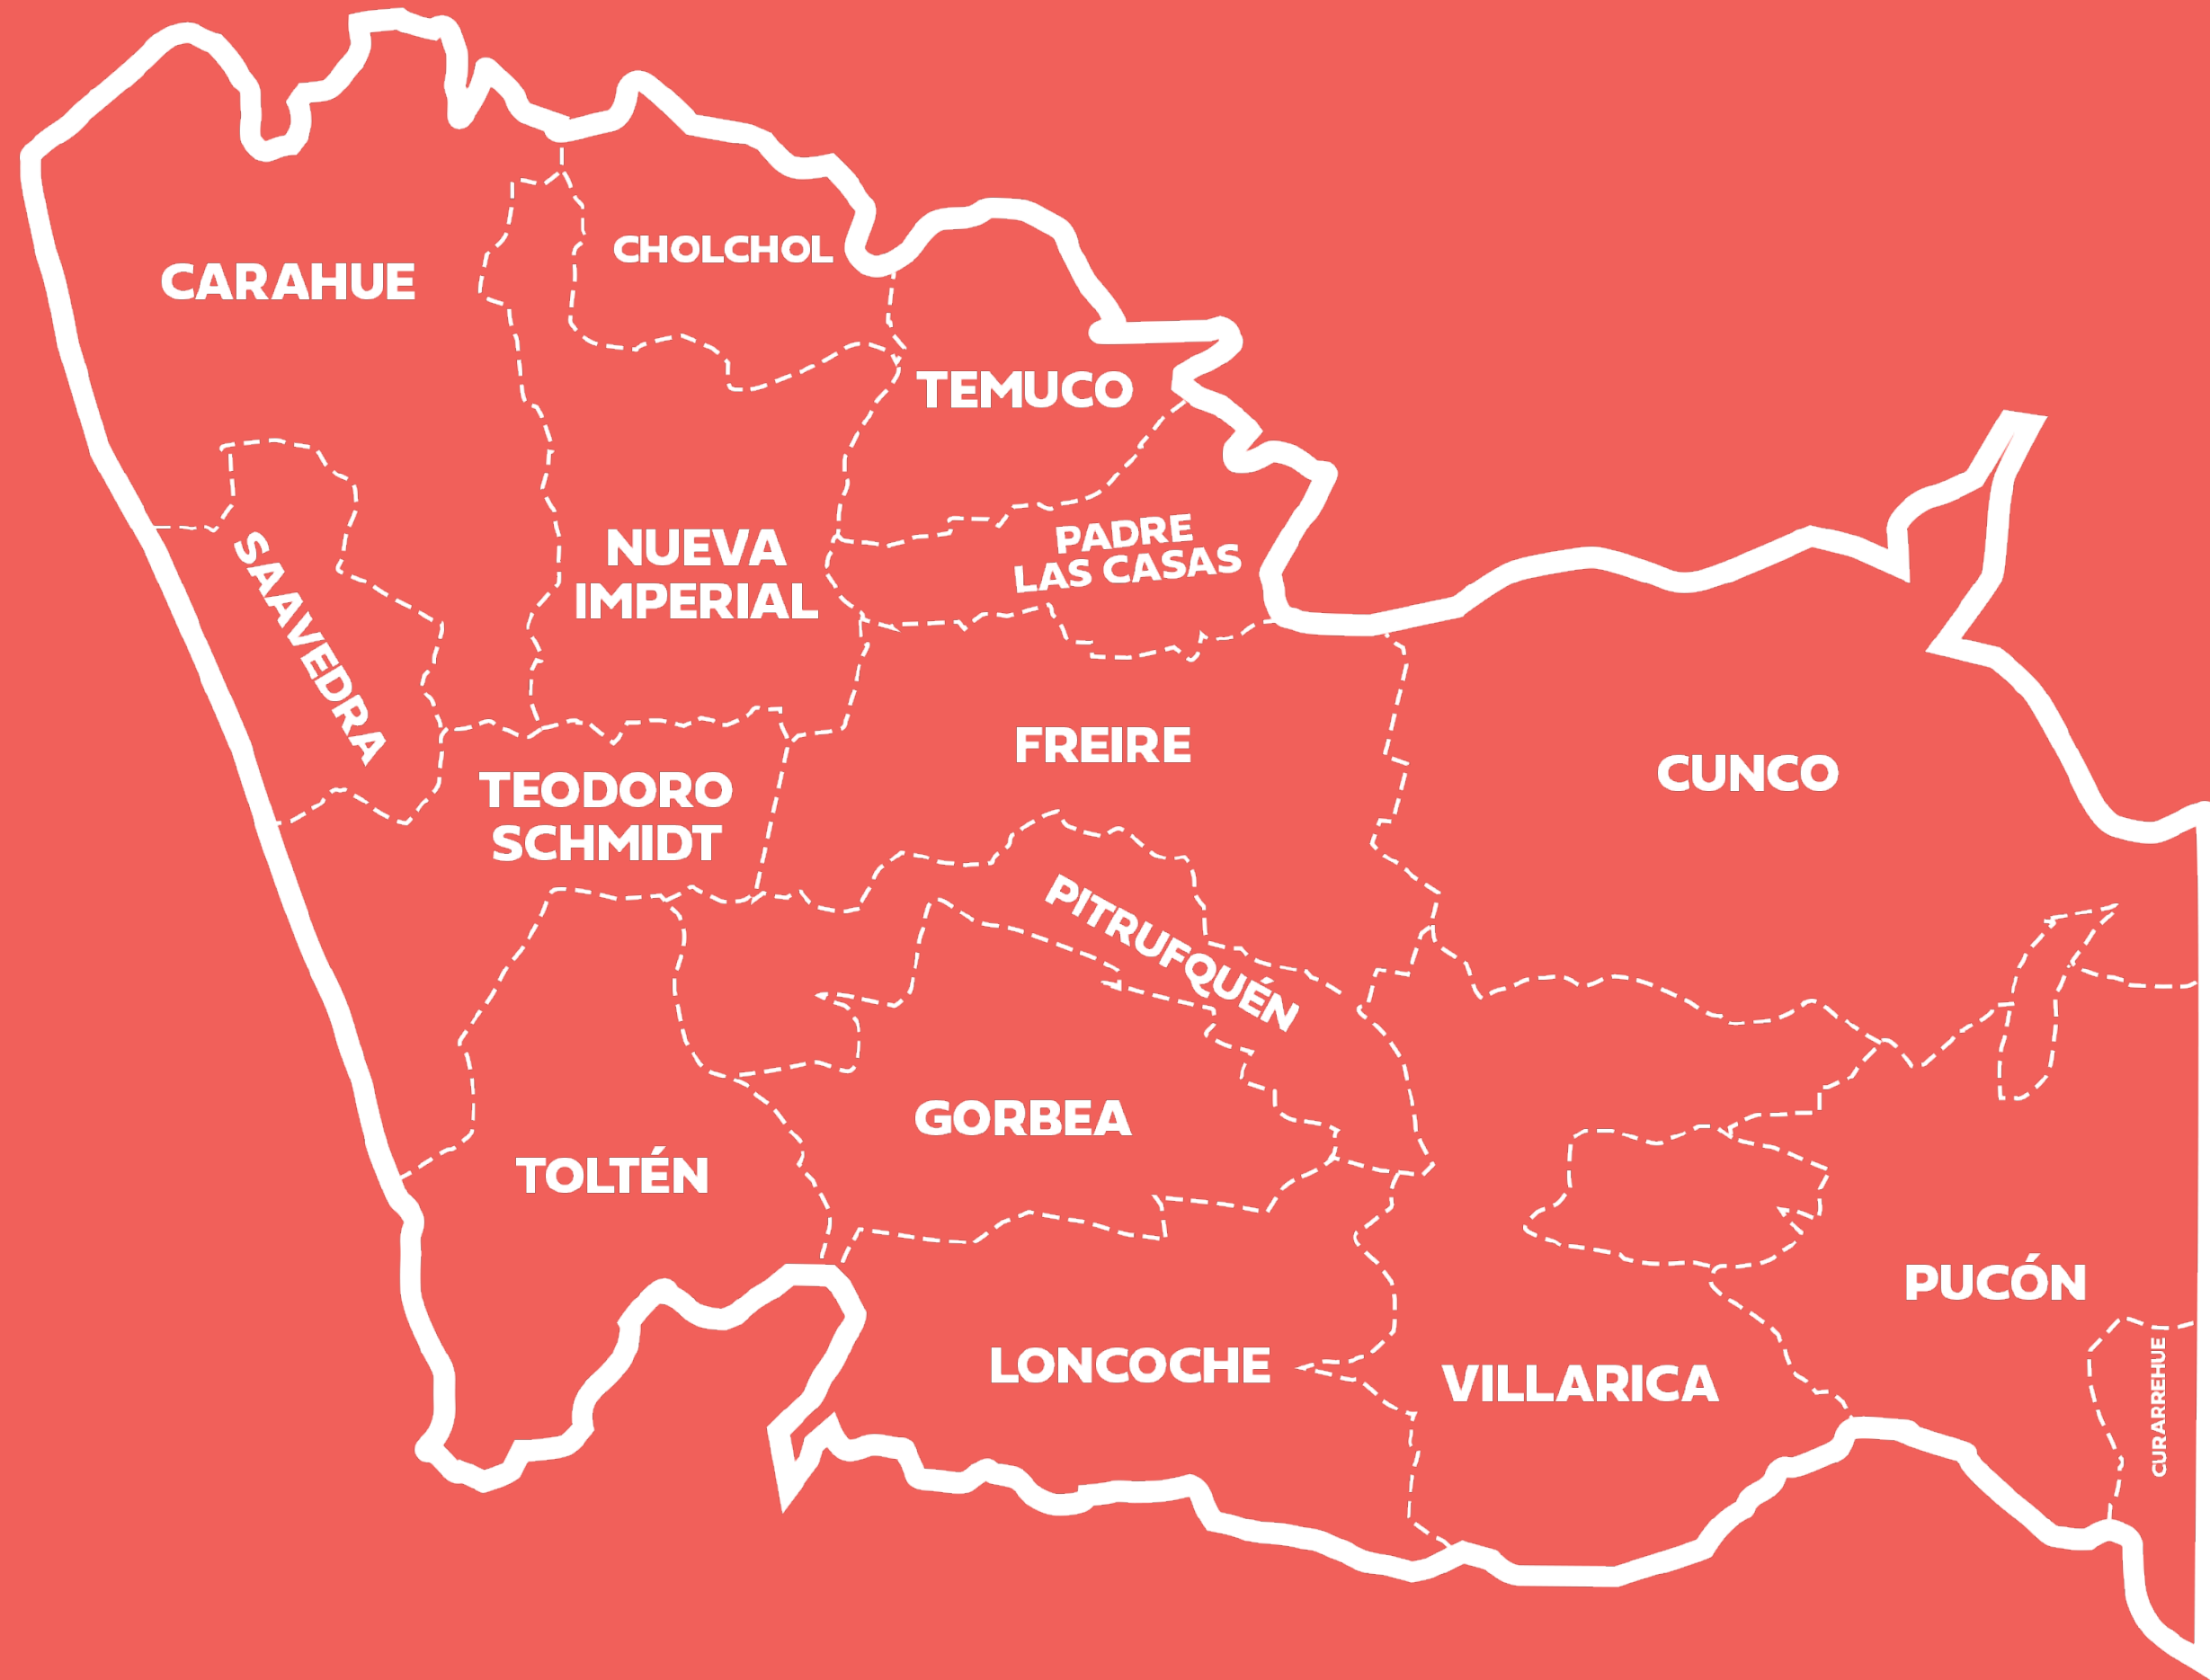 CHOLCHOL
CARAHUE
TEMUCO
PADRE
LAS CASAS
NUEVA
IMPERIAL
SAAVEDRA
FREIRE
CUNCO
TEODORO
SCHMIDT
PITRUFQUÉN
GORBEA
TOLTÉN
PUCÓN
LONCOCHE
VILLARICA
CURARREHUE